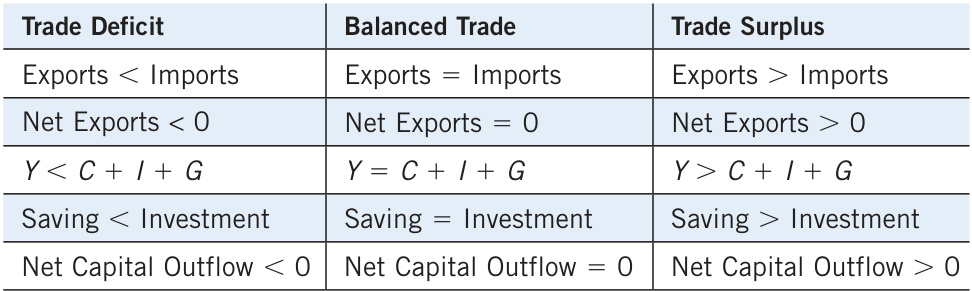 Trade Deficit Balanced Trade Trade Surplus
Exports < Imports Exports = Imports Exports > Imports
Net Exports < 0 Net Exports = 0 Net Exports > 0
Y < C + I + G Y = C + I + G Y > C + I + G
Saving < Investment Saving = Investment Saving > Investment
Net Capital Outflow < 0 Net Capital Outflow = 0 Net Capital Outflow > 0